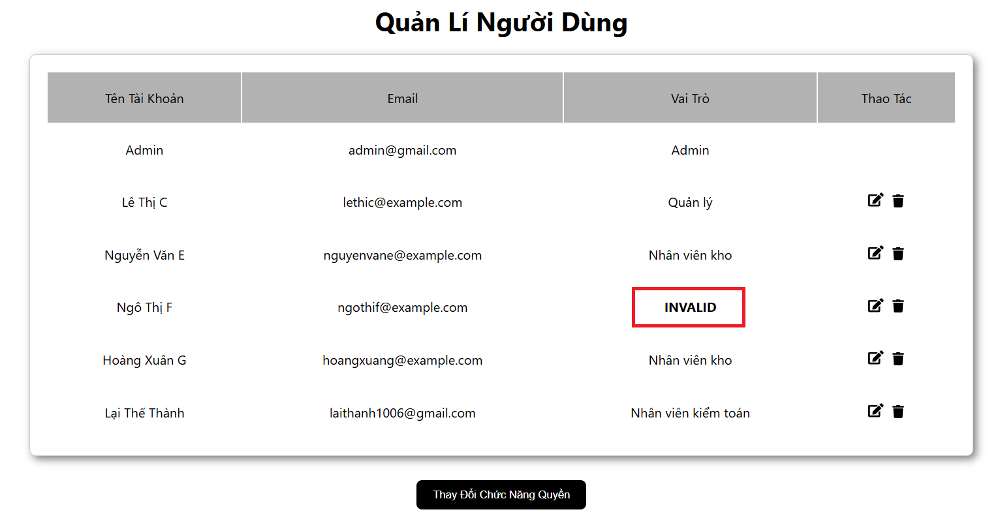 Quản Lí Người Dùng
Tên Tài Khoản Email Vai Trò Thao Tác
Admin admin@gmail.com Admin
Lê Thị C lethic@example.com Quản lý
Nguyễn Văn E nguyenvane@example.com Nhân viên kho
Ngô Thị F ngothif@example.com INVALID
Hoàng Xuân G hoangxuang@example.com Nhân viên kho
Lại Thế Thành laithanh1006@gmail.com Nhân viên kiểm toán
Thay Đổi Chức Năng Quyền